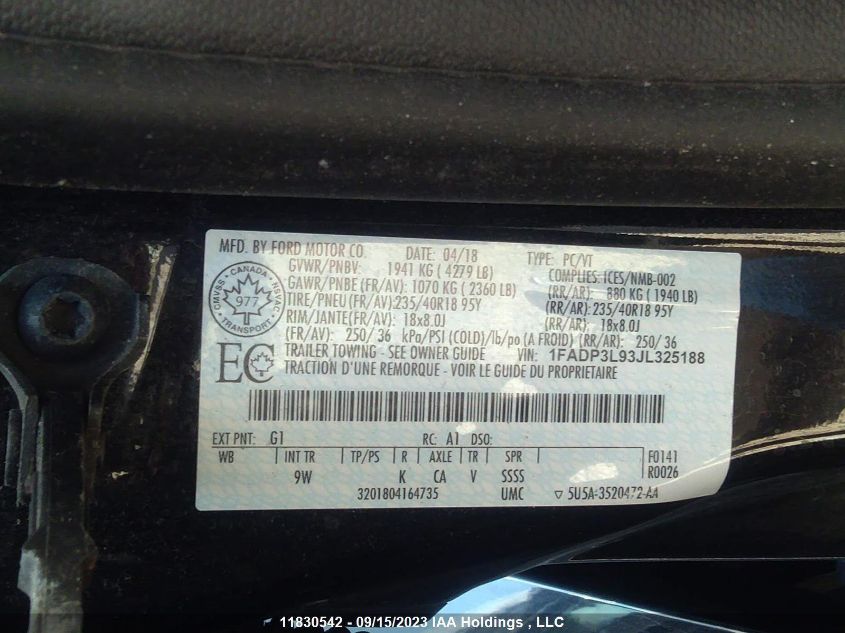 MFD. BY FORD MOTOR CO.
DATE: 04/18
TYPE: PC/VT
GVWR/PNBV: 1941 KG ( 4279 LB)
COMPLIES: ICES/NMB-002
GAWR/PNBE (FR/AV): 1070 KG ( 2360 LB)
(RR/AR): 880 KG ( 1940 LB)
TIRE/PNEU (FR/AV): 235/40R18 95Y
(RR/AR): 235/40R18 95Y
RIM/JANTE(FR/AV): 18x8.0J
(RR/AR): 18x8.0J
(FR/AV): 250/ 36 kPa/PSI (COLD)/lb/po (A FROID) (RR/AR): 250/ 36
TRAILER TOWING - SEE OWNER GUIDE VIN: 1FADP3L93JL325188
TRACTION D'UNE REMORQUE - VOIR LE GUIDE DU PROPRIETAIRE
CMVSS · CANADA · NSVAC
977
TRANSPORT
EC
EXT PNT: G1 RC: A1 DSO:
WB INT TR TP/PS R AXLE TR SPR F0141
9W K CA V SSSS R0026
3201804164735 UMC ▽ 5U5A-3520472-AA
11830542 - 09/15/2023 IAA Holdings , LLC